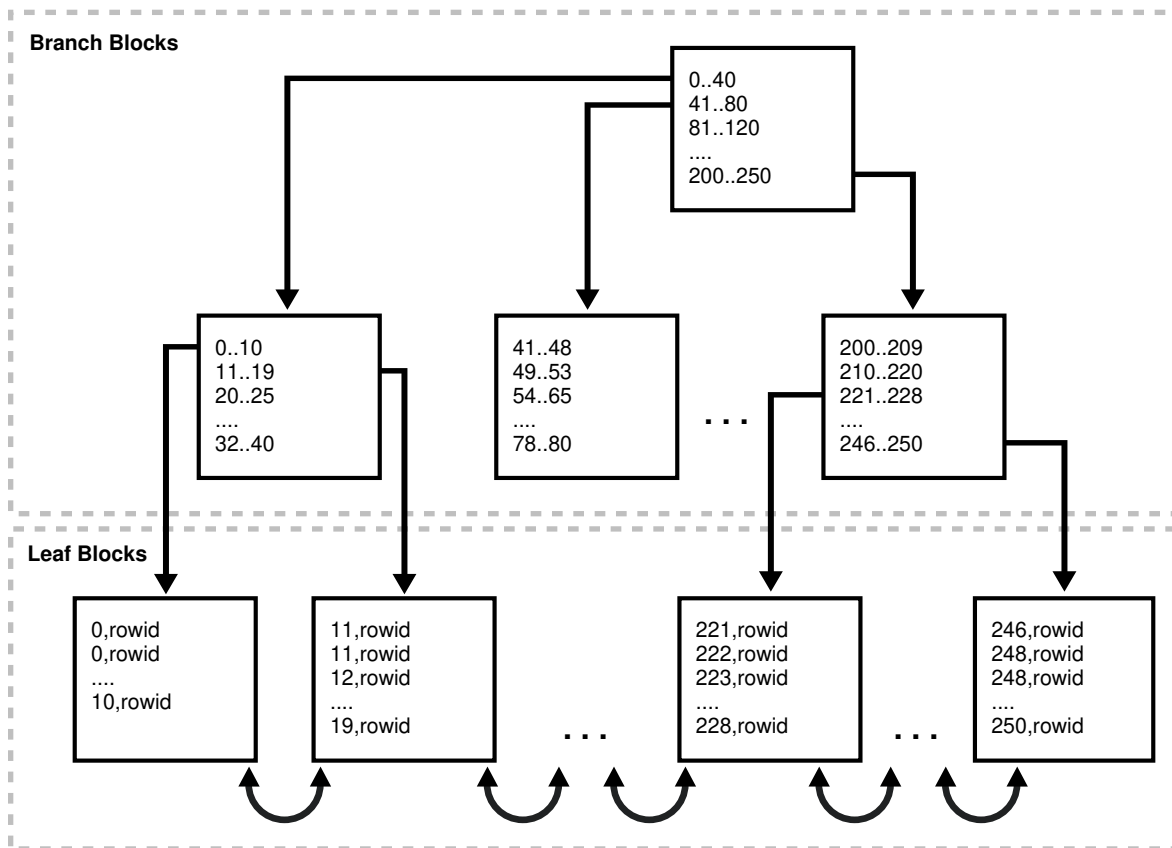 Branch Blocks
0..40
41..80
81..120
....
200..250
0..10
11..19
20..25
....
32..40
41..48
49..53
54..65
....
78..80
...
200..209
210..220
221..228
....
246..250
Leaf Blocks
0,rowid
0,rowid
....
10,rowid
11,rowid
11,rowid
12,rowid
....
19,rowid
...
221,rowid
222,rowid
223,rowid
....
228,rowid
...
246,rowid
248,rowid
248,rowid
....
250,rowid